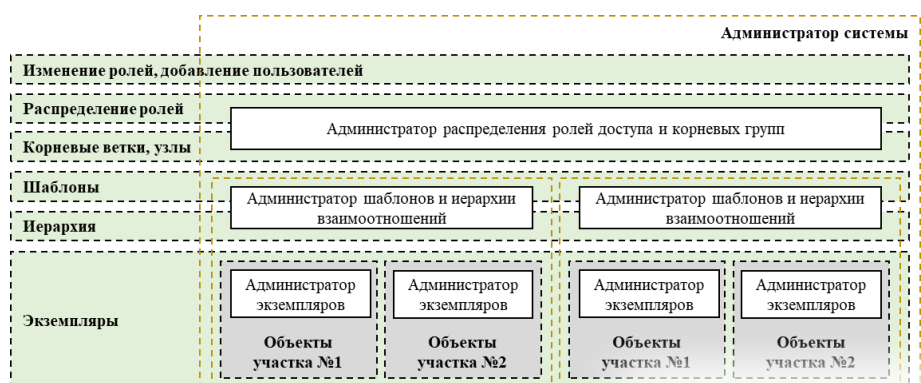 Администратор системы
Изменение ролей, добавление пользователей
Распределение ролей
Администратор распределения ролей доступа и корневых групп
Корневые ветки, узлы
Шаблоны
Администратор шаблонов и иерархии
взаимоотношений
Администратор шаблонов и иерархии
взаимоотношений
Иерархия
Экземпляры
Администратор
экземпляров
Объекты
участка №1
Администратор
экземпляров
Объекты
участка №2
Администратор
экземпляров
Объекты
участка №1
Администратор
экземпляров
Объекты
участка №2